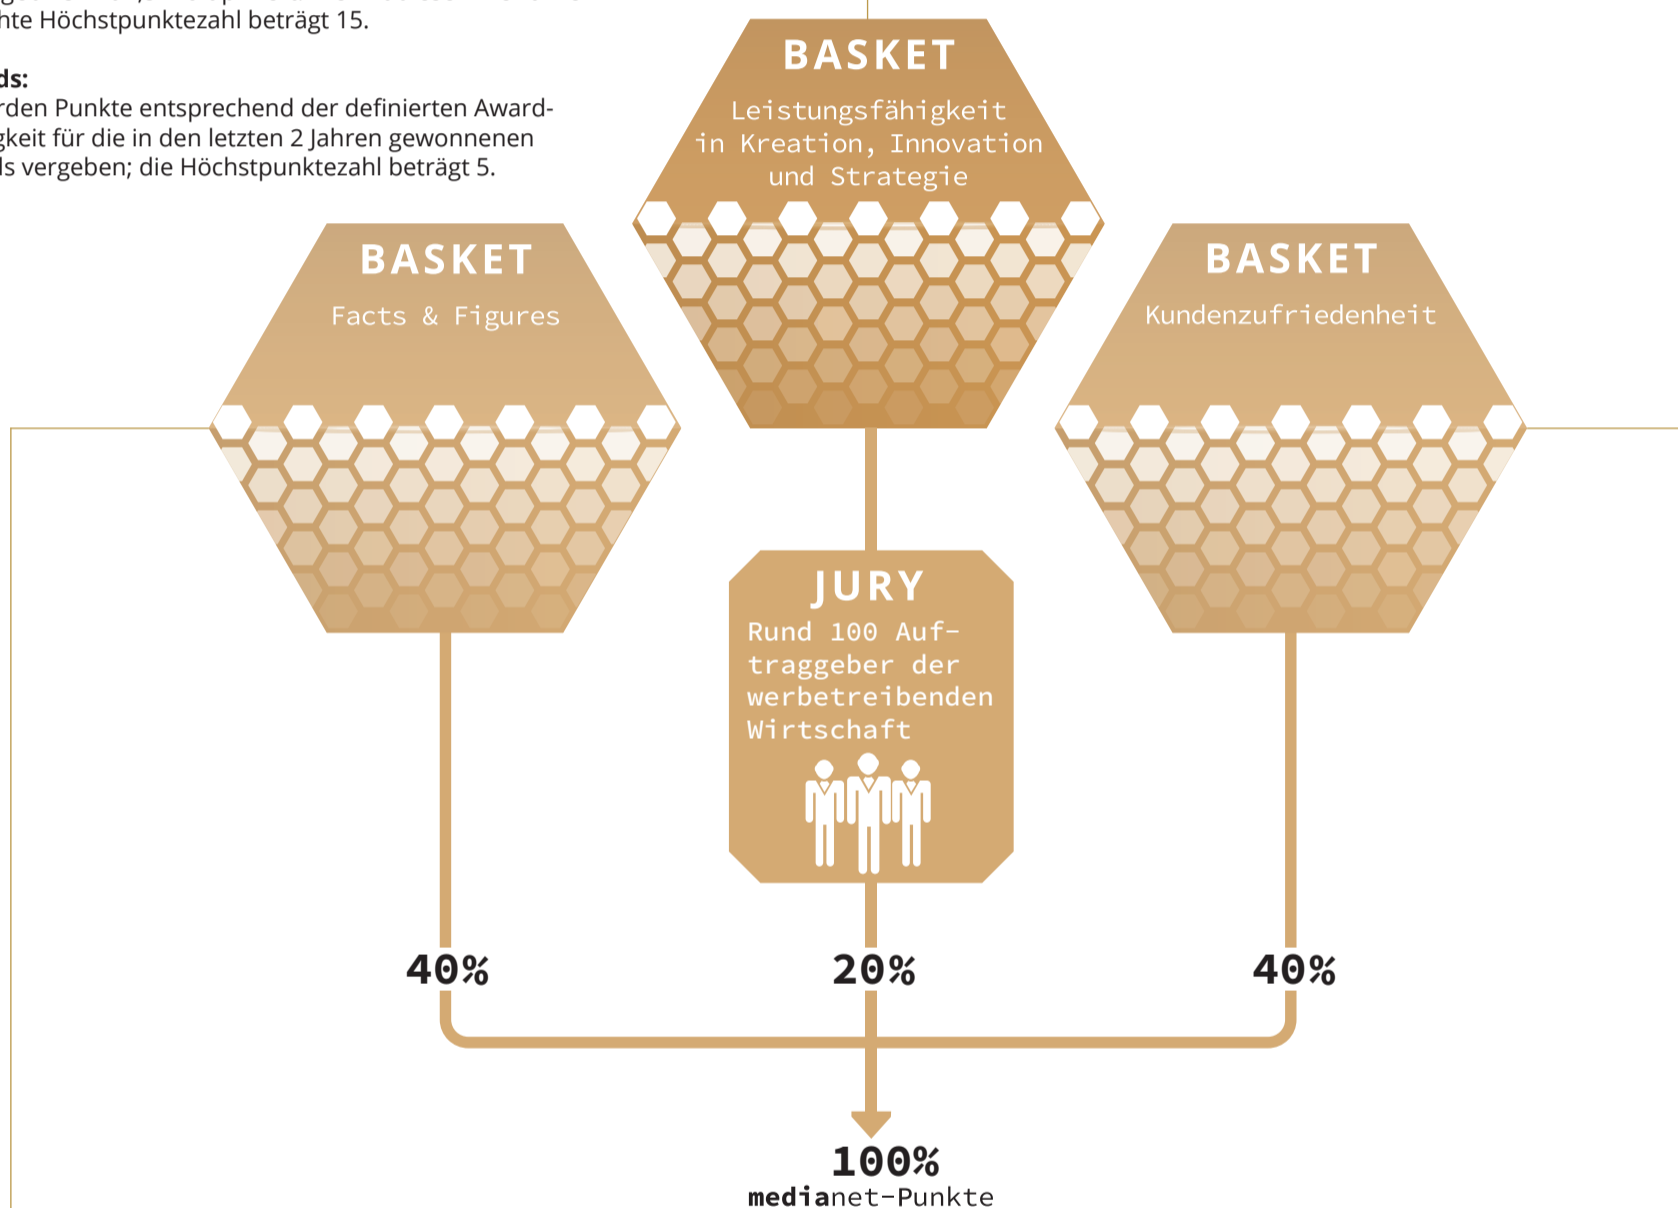 hte Höchstpunktezahl beträgt 15.
ds:
rden Punkte entsprechend der definierten Award-
gkeit für die in den letzten 2 Jahren gewonnenen
ls vergeben; die Höchstpunktezahl beträgt 5.
BASKET
Leistungsfähigkeit
in Kreation, Innovation
und Strategie
BASKET
Facts & Figures
BASKET
Kundenzufriedenheit
JURY
Rund 100 Auf-
traggeber der
werbetreibenden
Wirtschaft
40%
20%
40%
100%
medianet-Punkte